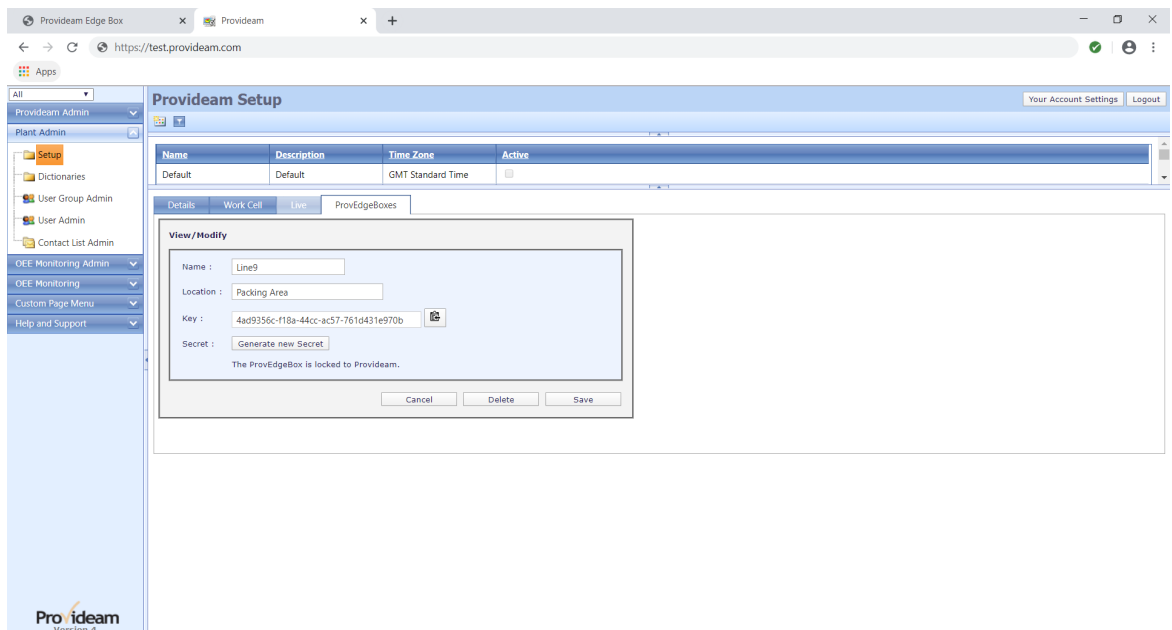 Provideam Edge Box
Provideam
https://test.provideam.com
Apps
All
Provideam Admin
Plant Admin
Setup
Dictionaries
User Group Admin
User Admin
Contact List Admin
OEE Monitoring Admin
OEE Monitoring
Custom Page Menu
Help and Support
Provideam
Version 4
Provideam Setup
Your Account Settings Logout
Name Description Time Zone Active
Default Default GMT Standard Time
Details Work Cell Live ProvEdgeBoxes
View/Modify
Name : Line9
Location : Packing Area
Key : 4ad9356c-f18a-44cc-ac57-761d431e970b
Secret : Generate new Secret
The ProvEdgeBox is locked to Provideam.
Cancel Delete Save